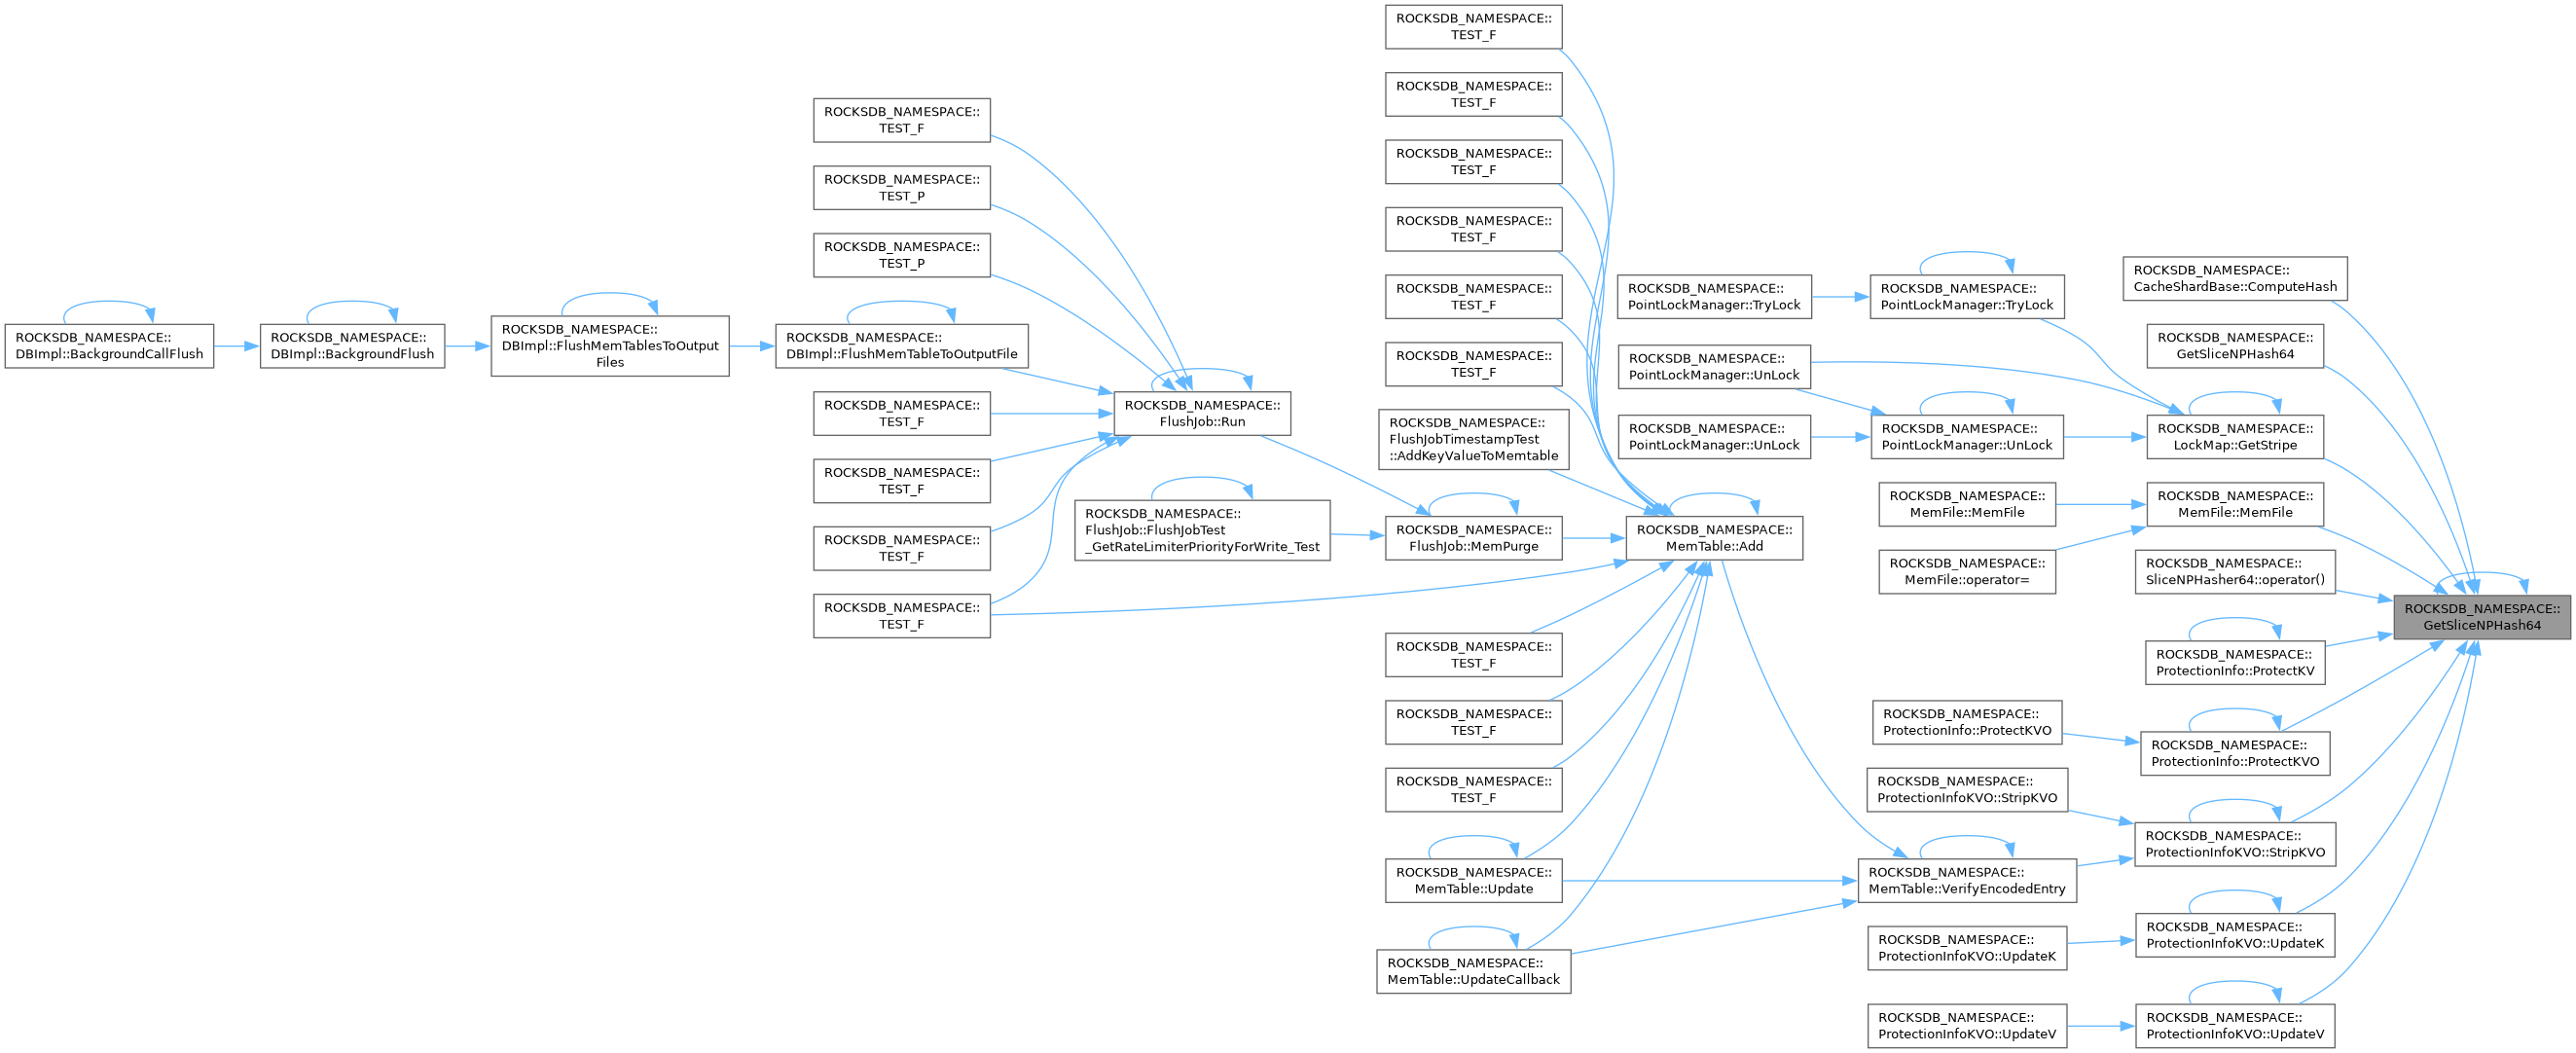 ROCKSDB_NAMESPACE::
DBImpl::BackgroundCallFlush
ROCKSDB_NAMESPACE::
DBImpl::BackgroundFlush
ROCKSDB_NAMESPACE::
DBImpl::FlushMemTablesToOutput
Files
ROCKSDB_NAMESPACE::
TEST_F
ROCKSDB_NAMESPACE::
TEST_P
ROCKSDB_NAMESPACE::
TEST_P
ROCKSDB_NAMESPACE::
DBImpl::FlushMemTableToOutputFile
ROCKSDB_NAMESPACE::
TEST_F
ROCKSDB_NAMESPACE::
TEST_F
ROCKSDB_NAMESPACE::
TEST_F
ROCKSDB_NAMESPACE::
TEST_F
ROCKSDB_NAMESPACE::
FlushJob::Run
ROCKSDB_NAMESPACE::
FlushJob::FlushJobTest
_GetRateLimiterPriorityForWrite_Test
ROCKSDB_NAMESPACE::
TEST_F
ROCKSDB_NAMESPACE::
TEST_F
ROCKSDB_NAMESPACE::
TEST_F
ROCKSDB_NAMESPACE::
TEST_F
ROCKSDB_NAMESPACE::
TEST_F
ROCKSDB_NAMESPACE::
TEST_F
ROCKSDB_NAMESPACE::
FlushJobTimestampTest
::AddKeyValueToMemtable
ROCKSDB_NAMESPACE::
FlushJob::MemPurge
ROCKSDB_NAMESPACE::
TEST_F
ROCKSDB_NAMESPACE::
TEST_F
ROCKSDB_NAMESPACE::
TEST_F
ROCKSDB_NAMESPACE::
MemTable::Update
ROCKSDB_NAMESPACE::
MemTable::UpdateCallback
ROCKSDB_NAMESPACE::
PointLockManager::TryLock
ROCKSDB_NAMESPACE::
PointLockManager::UnLock
ROCKSDB_NAMESPACE::
PointLockManager::UnLock
ROCKSDB_NAMESPACE::
MemTable::Add
ROCKSDB_NAMESPACE::
PointLockManager::TryLock
ROCKSDB_NAMESPACE::
PointLockManager::UnLock
ROCKSDB_NAMESPACE::
MemFile::MemFile
ROCKSDB_NAMESPACE::
MemFile::operator=
ROCKSDB_NAMESPACE::
ProtectionInfo::ProtectKVO
ROCKSDB_NAMESPACE::
ProtectionInfoKVO::StripKVO
ROCKSDB_NAMESPACE::
MemTable::VerifyEncodedEntry
ROCKSDB_NAMESPACE::
ProtectionInfoKVO::UpdateK
ROCKSDB_NAMESPACE::
ProtectionInfoKVO::UpdateV
ROCKSDB_NAMESPACE::
CacheShardBase::ComputeHash
ROCKSDB_NAMESPACE::
GetSliceNPHash64
ROCKSDB_NAMESPACE::
LockMap::GetStripe
ROCKSDB_NAMESPACE::
MemFile::MemFile
ROCKSDB_NAMESPACE::
SliceNPHasher64::operator()
ROCKSDB_NAMESPACE::
ProtectionInfo::ProtectKV
ROCKSDB_NAMESPACE::
ProtectionInfo::ProtectKVO
ROCKSDB_NAMESPACE::
ProtectionInfoKVO::StripKVO
ROCKSDB_NAMESPACE::
ProtectionInfoKVO::UpdateK
ROCKSDB_NAMESPACE::
ProtectionInfoKVO::UpdateV
ROCKSDB_NAMESPACE::
GetSliceNPHash64